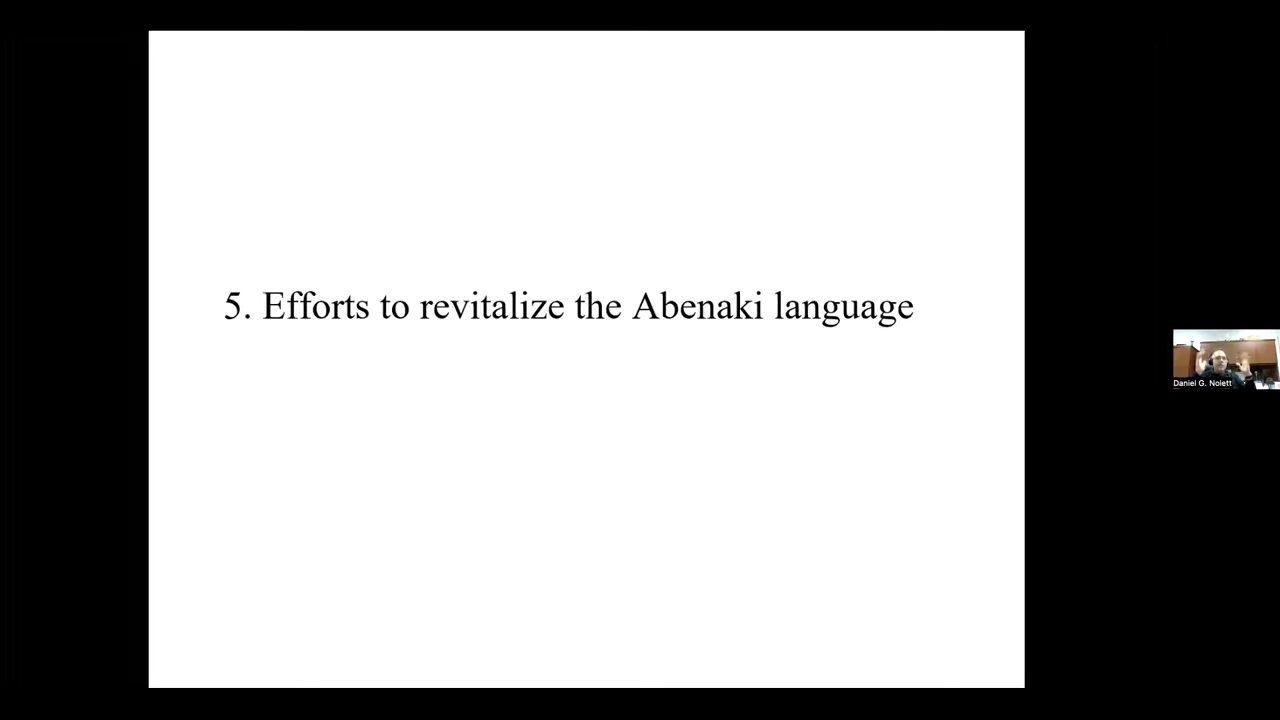 5. Efforts to revitalize the Abenaki language
Daniel G. Nolett